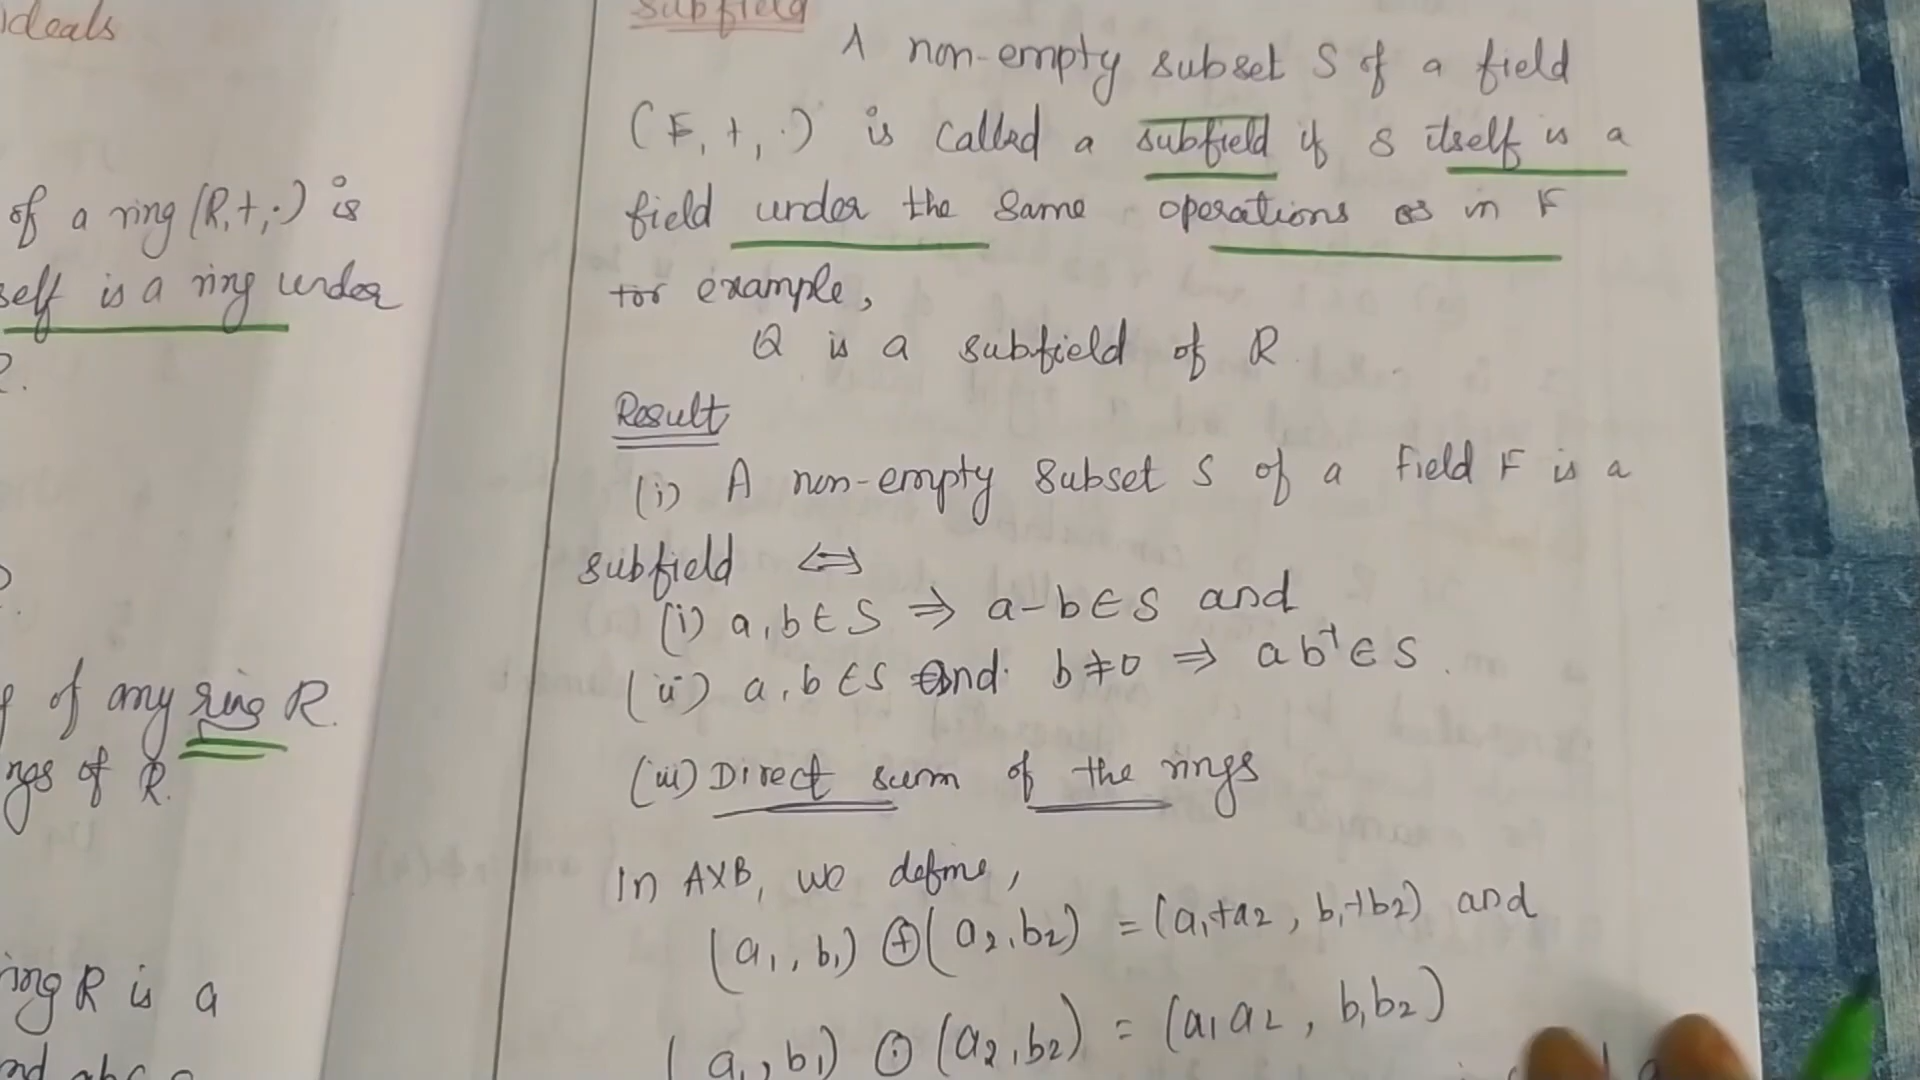 ideals
of a ring (R,+,·) is
self is a ring under
of any ring R.
ngs of R.
ring R is a
Subfield
A non-empty subset S of a field
(F, +, ·) is called a subfield if S itself is a
field under the same operations as in F
for example,
Q is a subfield of R
Result
(i) A non-empty subset S of a field F is a
subfield ⇔
(i) a, b ∈ S ⇒ a-b ∈ S and
(ii) a, b ∈ S and b ≠ 0 ⇒ ab⁻¹ ∈ S.
(iii) Direct sum of the rings
In AXB, we define,
(a₁, b₁) ⊕ (a₂, b₂) = (a₁+a₂, b₁+b₂) and
(a₁, b₁) ⊙ (a₂, b₂) = (a₁a₂, b₁b₂)